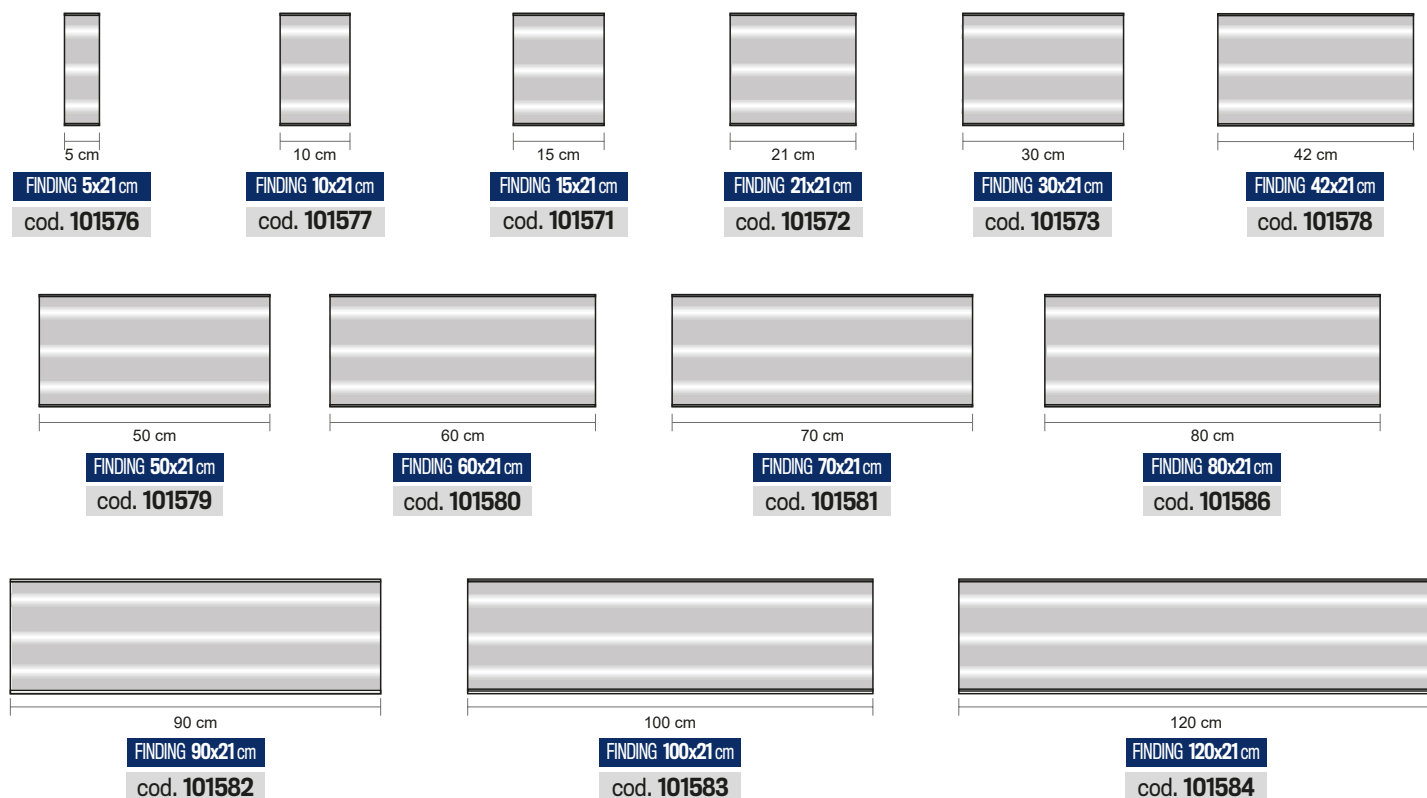 5 cm
10 cm
15 cm
21 cm
30 cm
42 cm
FINDING 5x21 cm
FINDING 10x21 cm
FINDING 15x21 cm
FINDING 21x21 cm
FINDING 30x21 cm
FINDING 42x21 cm
cod. 101576
cod. 101577
cod. 101571
cod. 101572
cod. 101573
cod. 101578
50 cm
60 cm
70 cm
80 cm
FINDING 50x21 cm
FINDING 60x21 cm
FINDING 70x21 cm
FINDING 80x21 cm
cod. 101579
cod. 101580
cod. 101581
cod. 101586
90 cm
100 cm
120 cm
FINDING 90x21 cm
FINDING 100x21 cm
FINDING 120x21 cm
cod. 101582
cod. 101583
cod. 101584